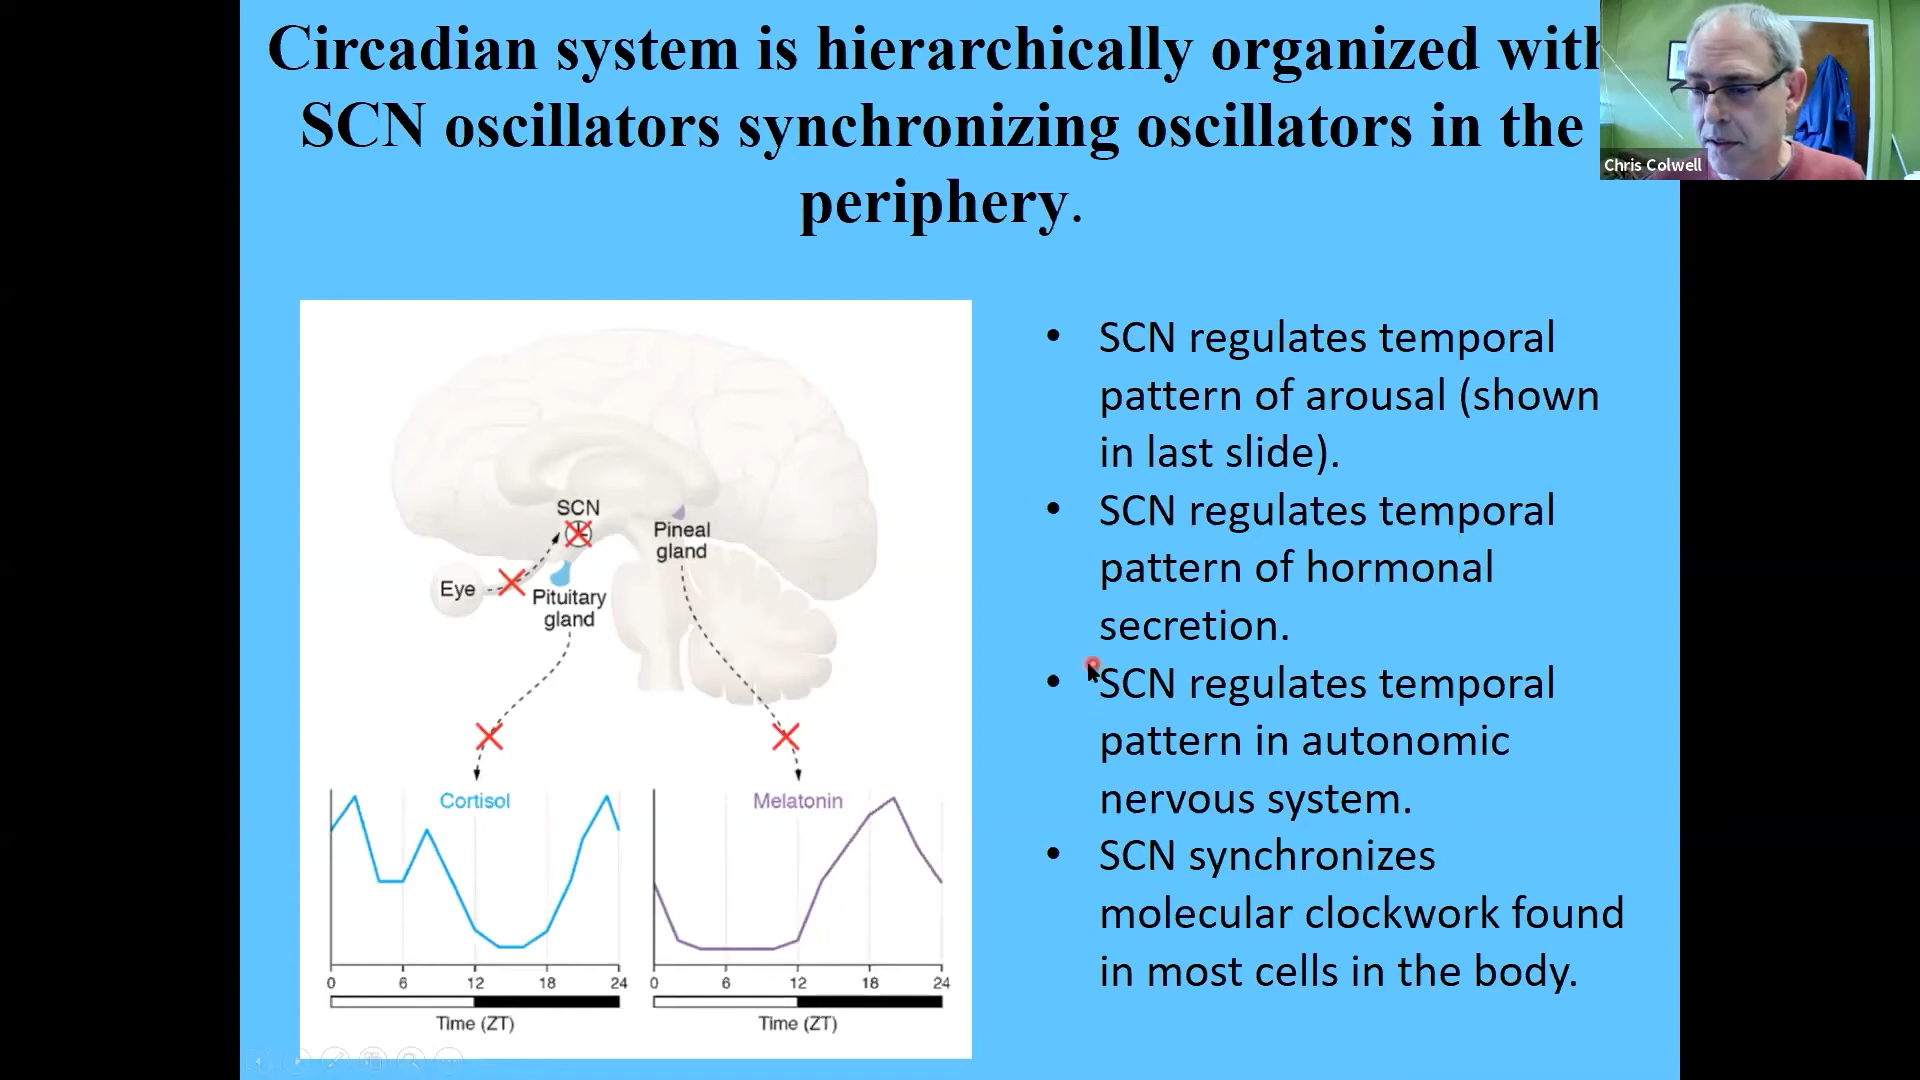 Circadian system is hierarchically organized with
SCN oscillators synchronizing oscillators in the
periphery.
Chris Colwell
SCN
Pineal
gland
Eye
Pituitary
gland
Cortisol
0 6 12 18 24
Time (ZT)
Melatonin
0 6 12 18 24
Time (ZT)
• SCN regulates temporal
pattern of arousal (shown
in last slide).
• SCN regulates temporal
pattern of hormonal
secretion.
• SCN regulates temporal
pattern in autonomic
nervous system.
• SCN synchronizes
molecular clockwork found
in most cells in the body.